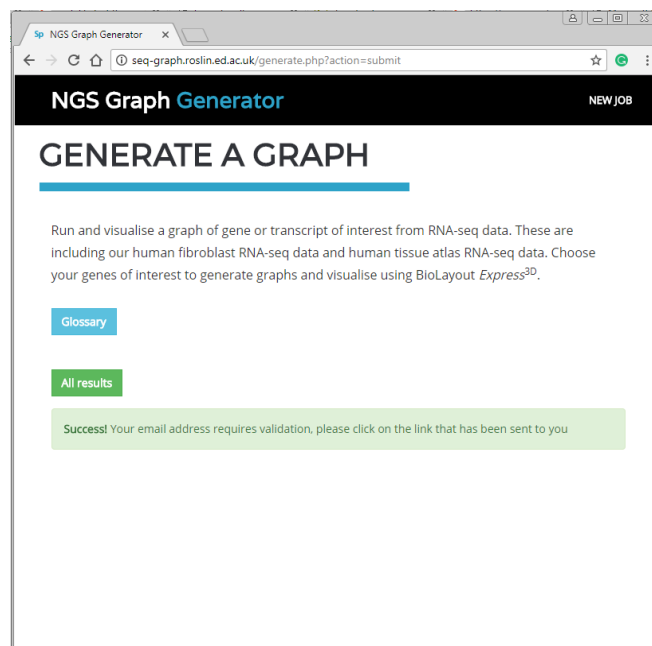 Sp NGS Graph Generator
seq-graph.roslin.ed.ac.uk/generate.php?action=submit
NGS Graph Generator
NEW JOB
GENERATE A GRAPH
Run and visualise a graph of gene or transcript of interest from RNA-seq data. These are
including our human fibroblast RNA-seq data and human tissue atlas RNA-seq data. Choose
your genes of interest to generate graphs and visualise using BioLayout Express3D.
Glossary
All results
Success! Your email address requires validation, please click on the link that has been sent to you